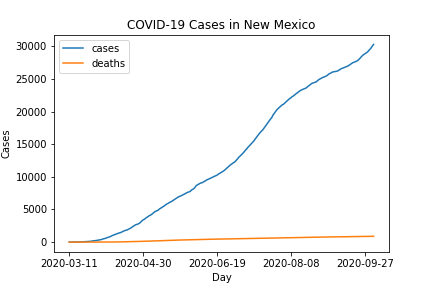 COVID-19 Cases in New Mexico
cases
deaths
30000
25000
20000
15000
10000
5000
0
Cases
2020-03-11 2020-04-30 2020-06-19 2020-08-08 2020-09-27
Day